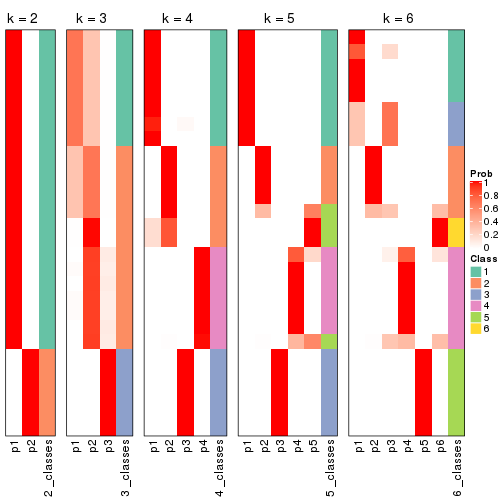 k = 2
k = 3
k = 4
k = 5
k = 6
p1
p2
2_classes
p1
p2
p3
3_classes
p1
p2
p3
p4
4_classes
p1
p2
p3
p4
p5
5_classes
p1
p2
p3
p4
p5
p6
6_classes
Prob
1
0.8
0.6
0.4
0.2
0
Class
1
2
3
4
5
6